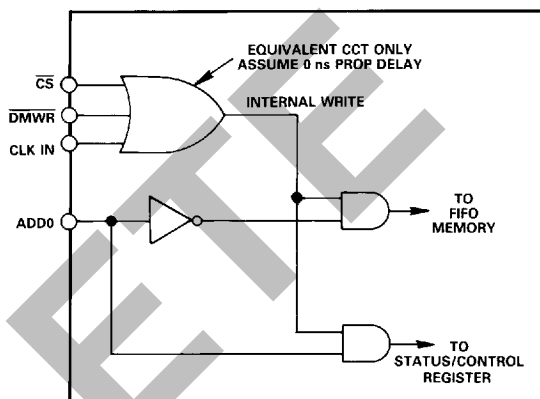 EQUIVALENT CCT ONLY
ASSUME 0 ns PROP DELAY
CS
DMWR
CLK IN
INTERNAL WRITE
ADD0
TO
FIFO
MEMORY
TO
STATUS/CONTROL
REGISTER
ETE